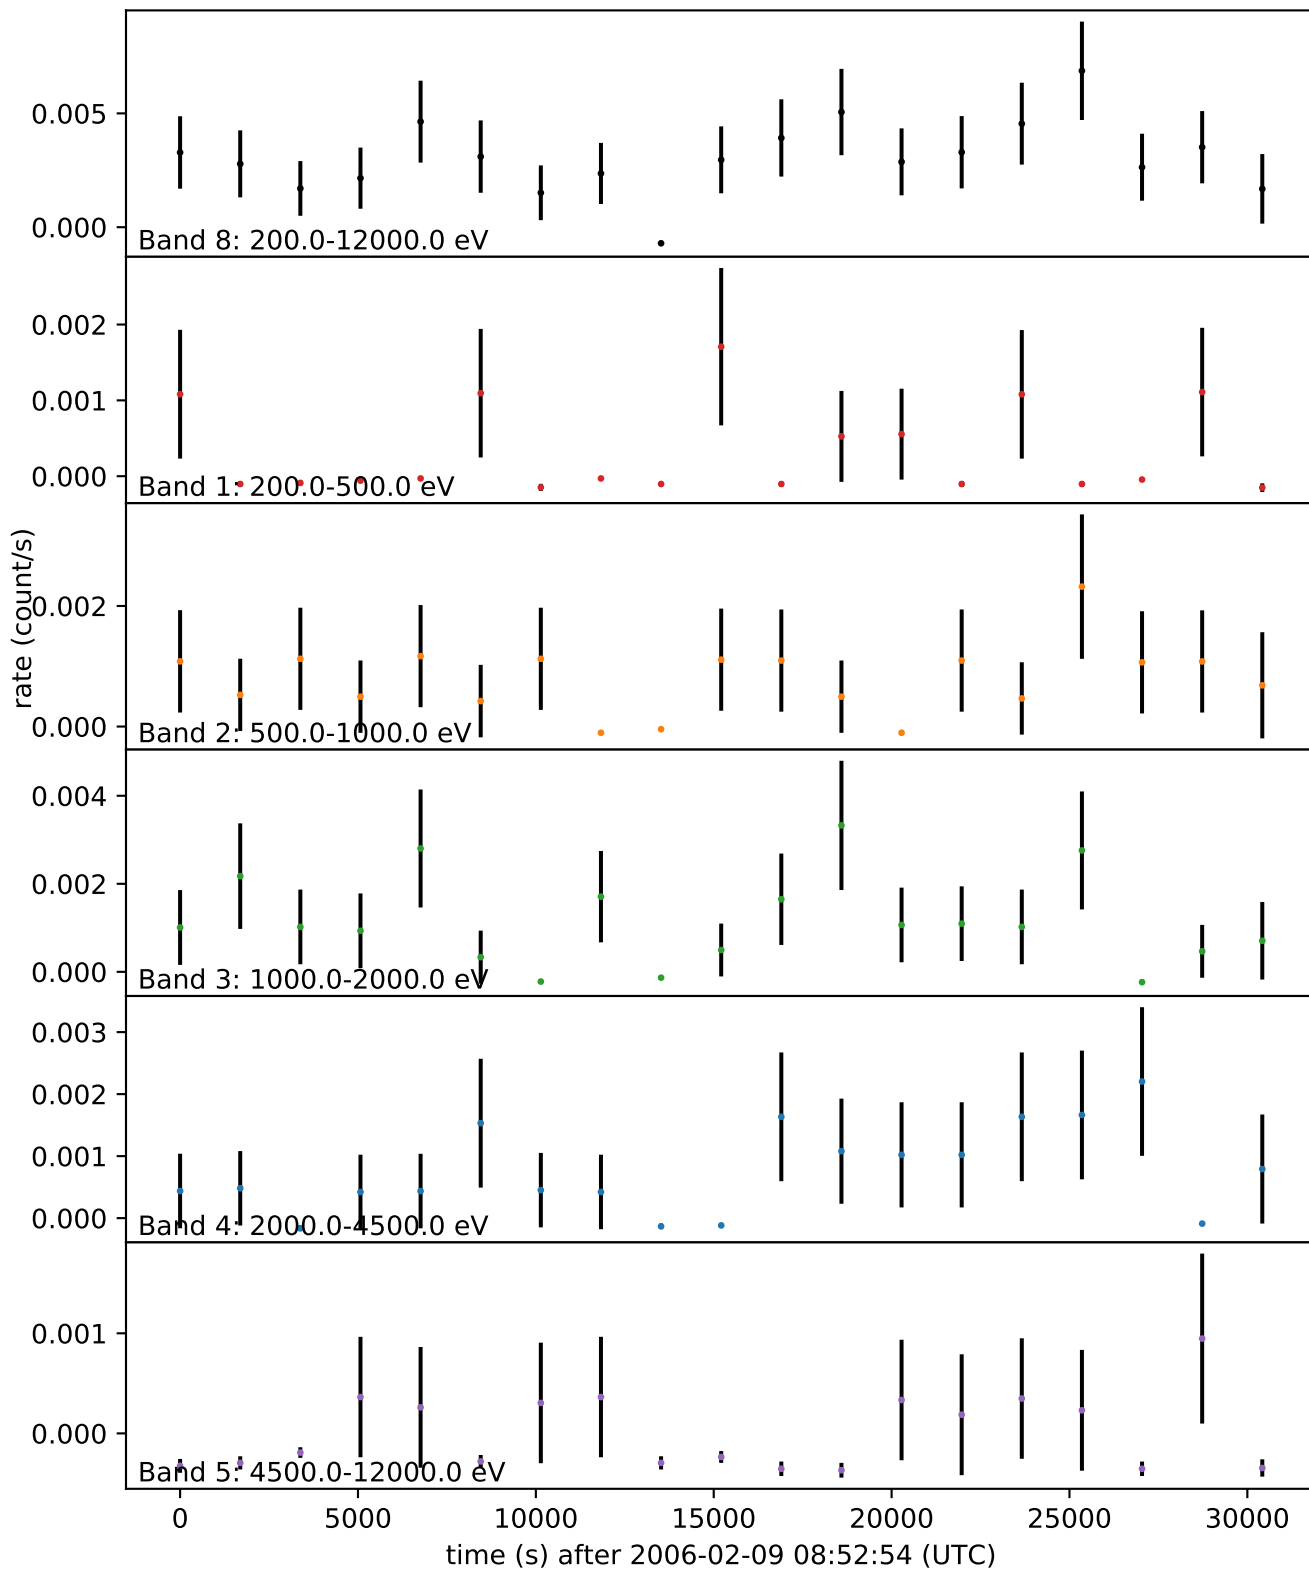 0.005
0.000
Band 8: 200.0-12000.0 eV
0.002
0.001
0.000
Band 1: 200.0-500.0 eV
rate (count/s)
0.002
0.000
Band 2: 500.0-1000.0 eV
0.004
0.002
0.000
Band 3: 1000.0-2000.0 eV
0.003
0.002
0.001
0.000
Band 4: 2000.0-4500.0 eV
0.001
0.000
Band 5: 4500.0-12000.0 eV
0 5000 10000 15000 20000 25000 30000
time (s) after 2006-02-09 08:52:54 (UTC)